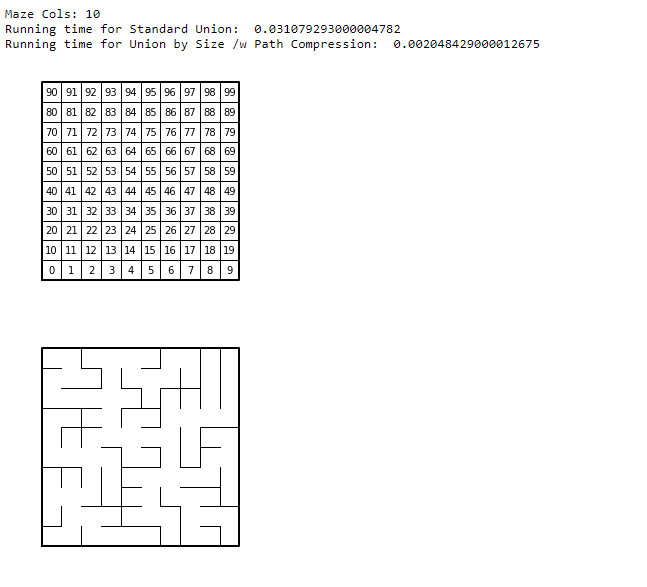 Maze Cols: 10
Running time for Standard Union:  0.031079293000004782
Running time for Union by Size /w Path Compression:  0.002048429000012675
90 91 92 93 94 95 96 97 98 99
80 81 82 83 84 85 86 87 88 89
70 71 72 73 74 75 76 77 78 79
60 61 62 63 64 65 66 67 68 69
50 51 52 53 54 55 56 57 58 59
40 41 42 43 44 45 46 47 48 49
30 31 32 33 34 35 36 37 38 39
20 21 22 23 24 25 26 27 28 29
10 11 12 13 14 15 16 17 18 19
0 1 2 3 4 5 6 7 8 9